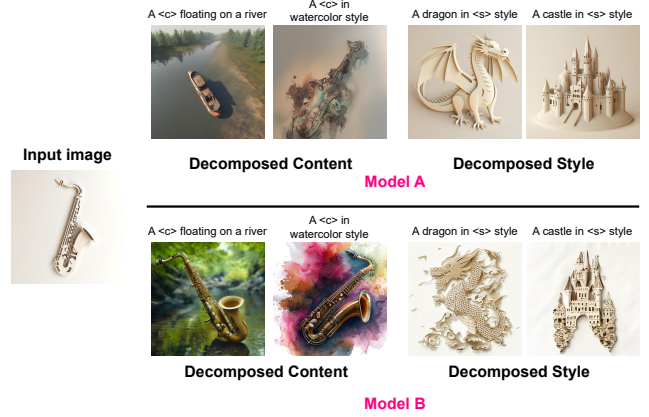 A <c> floating on a river
A <c> in
watercolor style
A dragon in <s> style
A castle in <s> style
Input image
Decomposed Content
Decomposed Style
Model A
A <c> floating on a river
A <c> in
watercolor style
A dragon in <s> style
A castle in <s> style
Decomposed Content
Decomposed Style
Model B